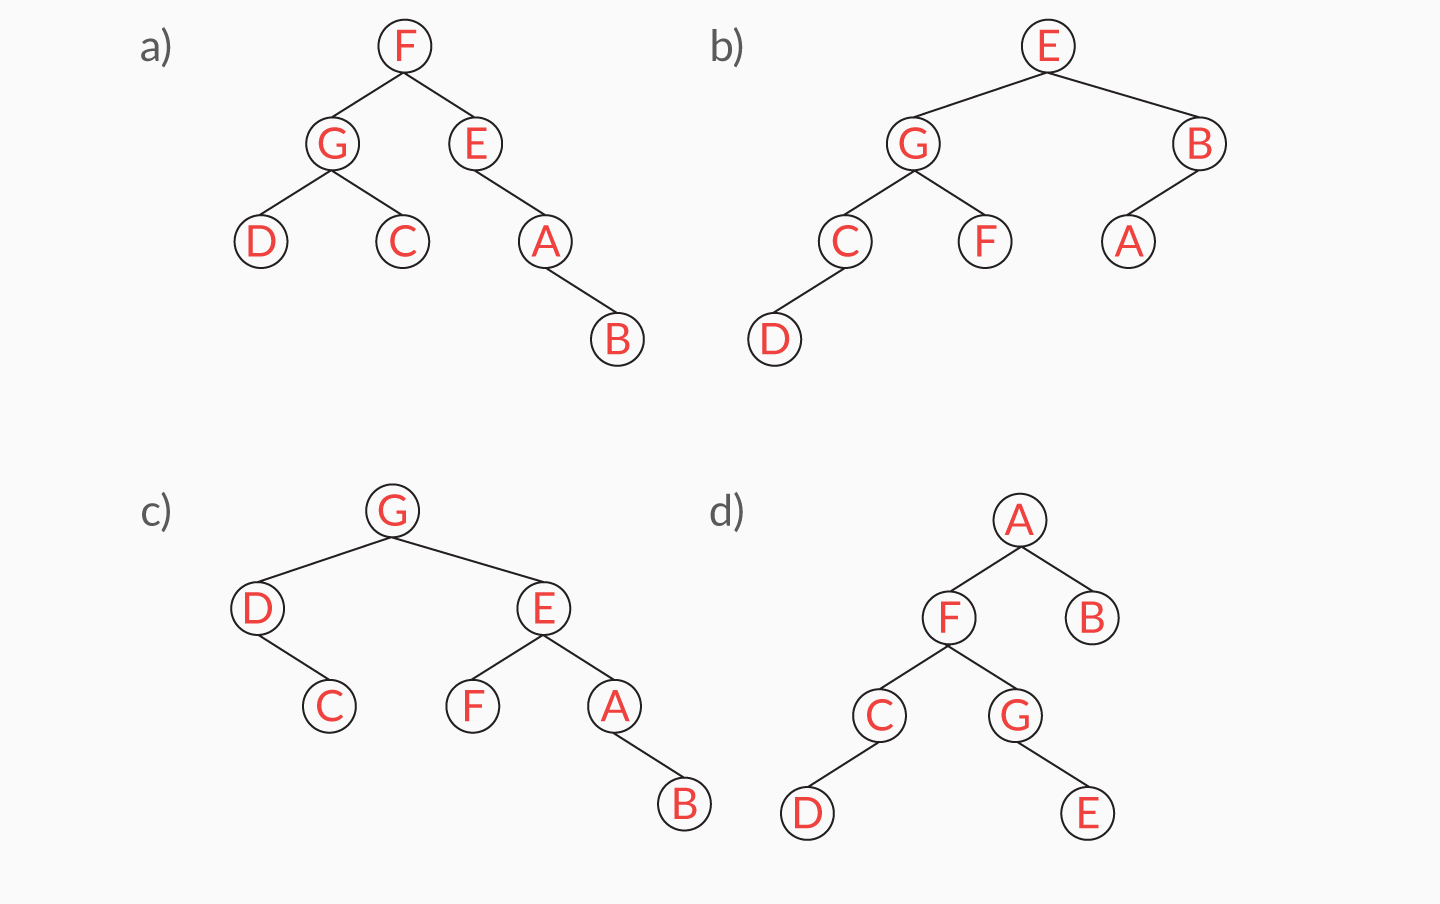 a) F
G E
D C A
B
b) E
G B
C F A
D
c) G
D E
C F A
B
d) A
F B
C G
D E